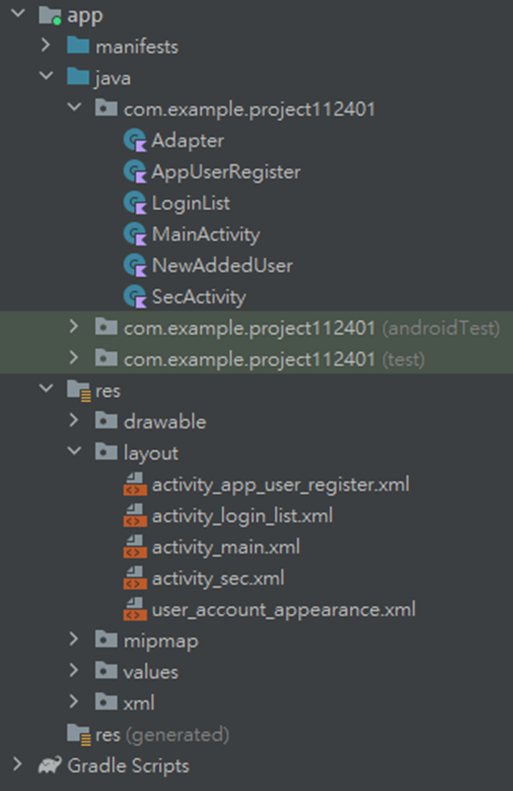 app
manifests
java
com.example.project112401
Adapter
AppUserRegister
LoginList
MainActivity
NewAddedUser
SecActivity
com.example.project112401 (androidTest)
com.example.project112401 (test)
res
drawable
layout
activity_app_user_register.xml
activity_login_list.xml
activity_main.xml
activity_sec.xml
user_account_appearance.xml
mipmap
values
xml
res (generated)
Gradle Scripts